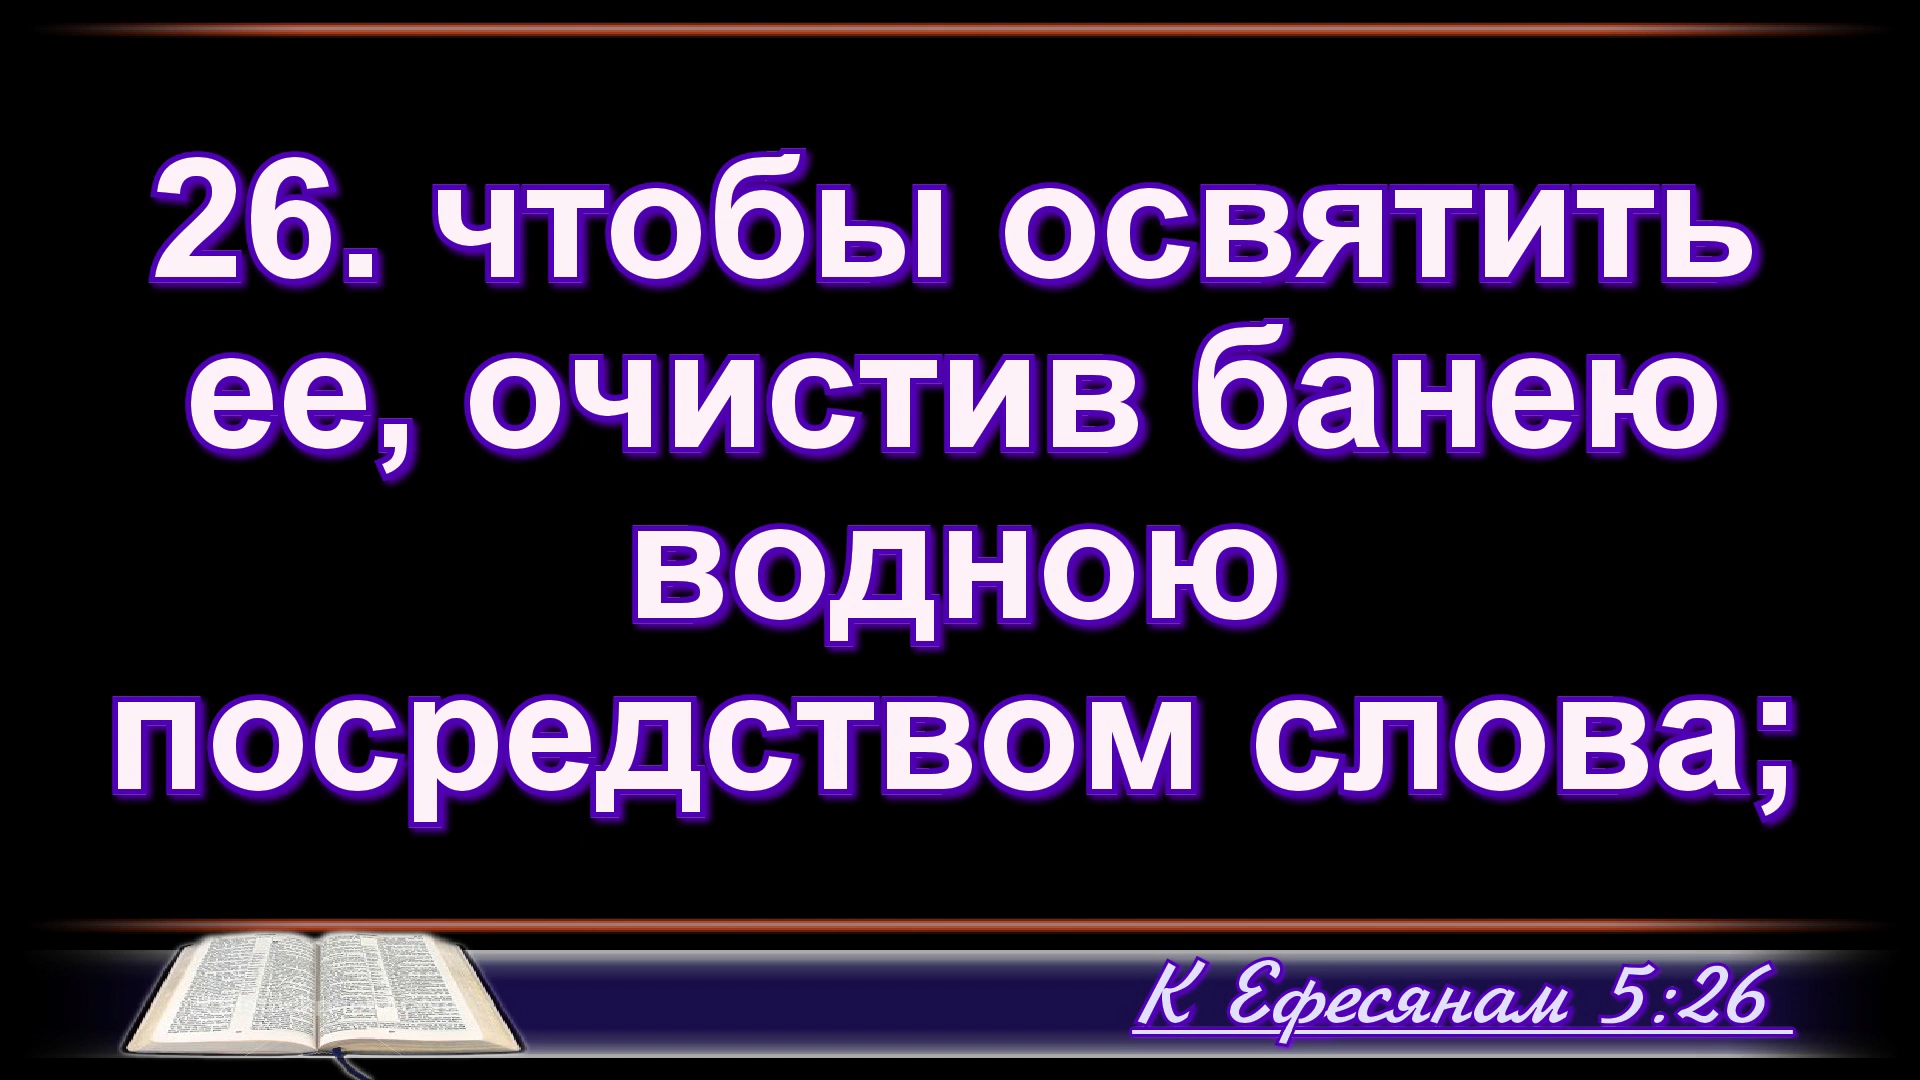 26. чтобы освятить
ее, очистив банею
водною
посредством слова;
К Ефесянам 5:26